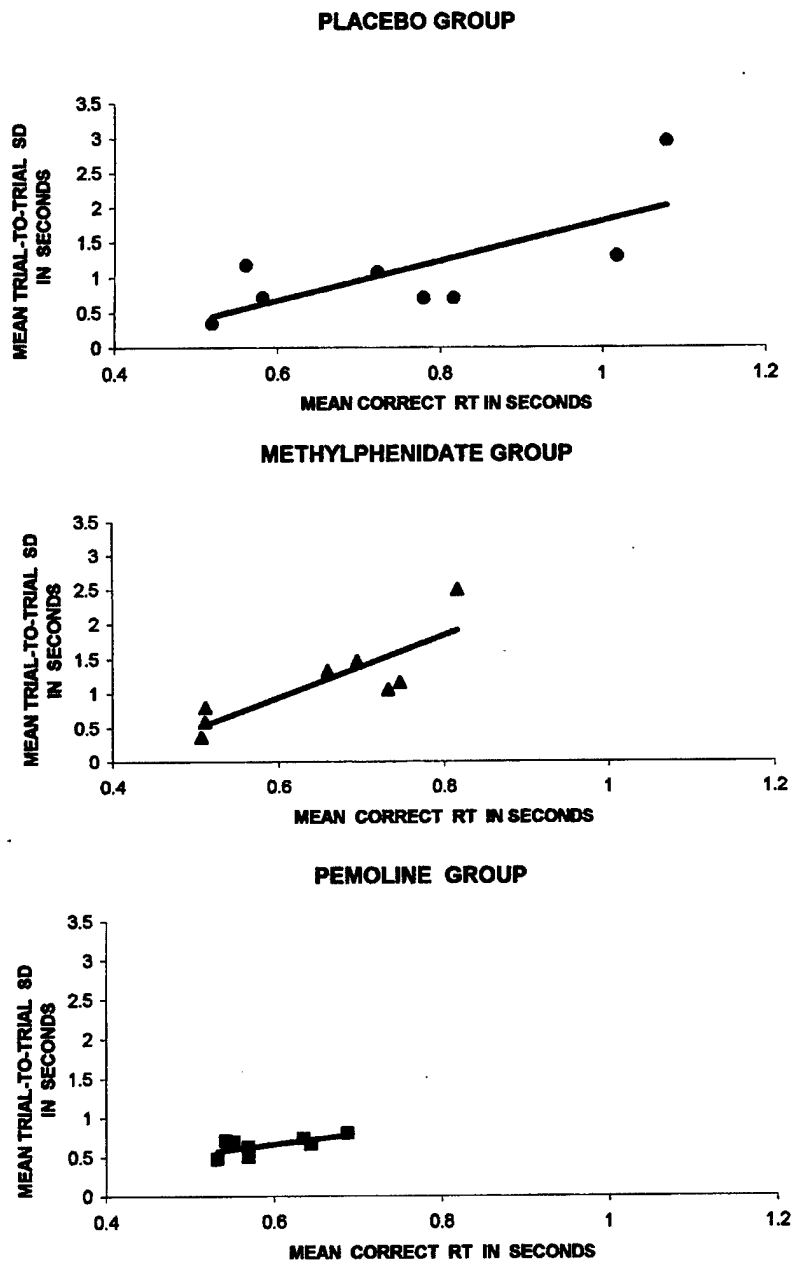 PLACEBO GROUP
3.5
3
2
1.5
1
0.5
0
MEAN TRIAL-TO-TRIAL SD
IN SECONDS
0.4 0.6 0.8 1 1.2
MEAN CORRECT RT IN SECONDS
METHYLPHENIDATE GROUP
3.5
3
2.5
2
1.5
1
0.5
0
MEAN TRIAL-TO-TRIAL SD
IN SECONDS
0.4 0.6 0.8 1 1.2
MEAN CORRECT RT IN SECONDS
PEMOLINE GROUP
3.5
3
2.5
2
1.5
1
0.5
0
MEAN TRIAL-TO-TRIAL SD
IN SECONDS
0.4 0.6 0.8 1 1.2
MEAN CORRECT RT IN SECONDS